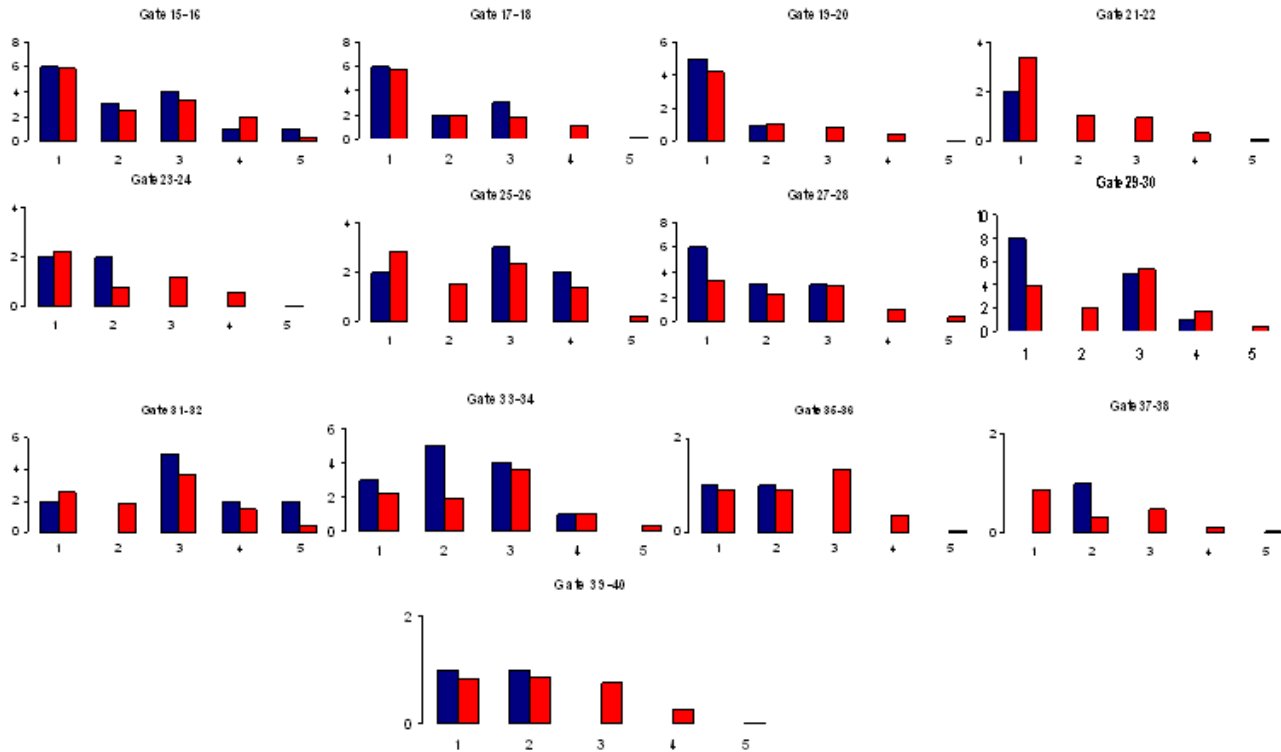 Gate 15-16
8
6
4
2
0
1 2 3 4 5
Gate 17-18
8
6
4
2
0
1 2 3 4 5
Gate 19-20
6
4
2
0
1 2 3 4 5
Gate 21-22
4
2
0
1 2 3 4 5
Gate 23-24
4
2
0
1 2 3 4 5
Gate 25-26
4
2
0
1 2 3 4 5
Gate 27-28
8
6
4
2
0
1 2 3 4 5
Gate 29-30
10
8
6
4
2
0
1 2 3 4 5
Gate 31-32
6
4
2
0
1 2 3 4 5
Gate 33-34
6
4
2
0
1 2 3 4 5
Gate 35-36
2
0
1 2 3 4 5
Gate 37-38
2
0
1 2 3 4 5
Gate 39-40
2
0
1 2 3 4 5